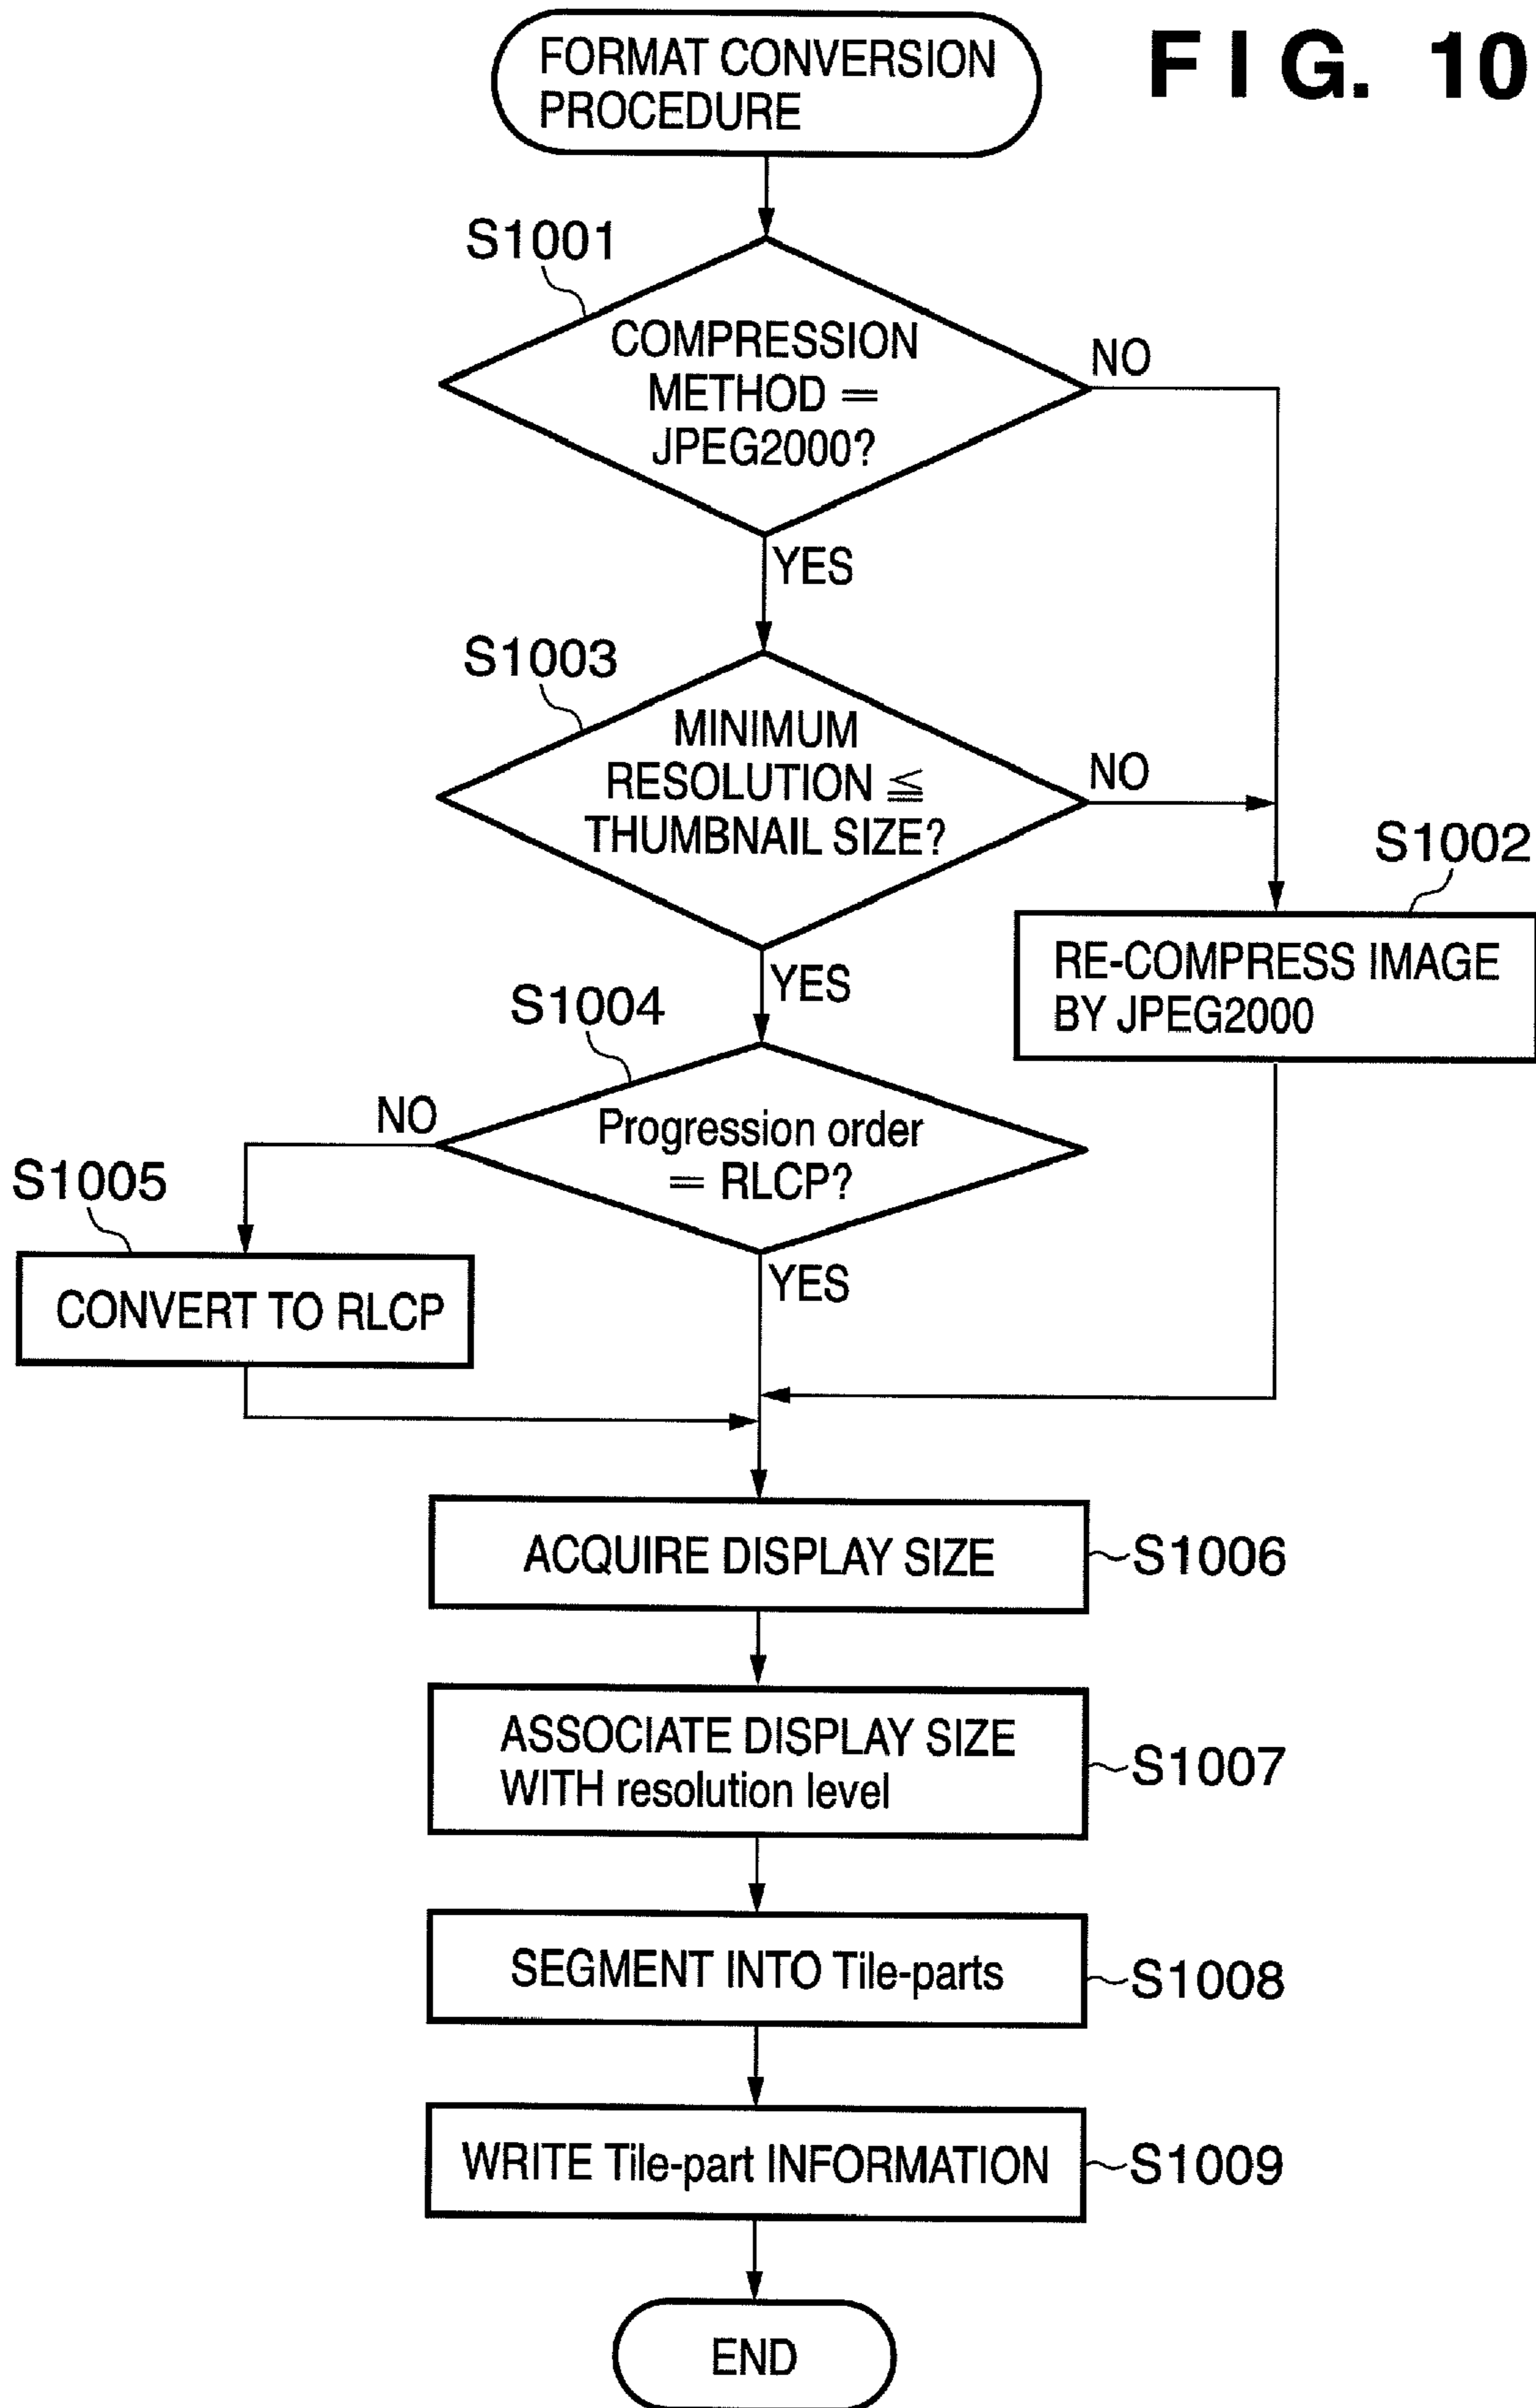 FORMAT CONVERSION
PROCEDURE
FIG. 10
S1001
COMPRESSION
METHOD =
JPEG2000?
NO
YES
S1003
MINIMUM
RESOLUTION ≦
THUMBNAIL SIZE?
NO
S1002
RE-COMPRESS IMAGE
BY JPEG2000
YES
S1004
NO
Progression order
= RLCP?
S1005
CONVERT TO RLCP
YES
ACQUIRE DISPLAY SIZE
S1006
ASSOCIATE DISPLAY SIZE
WITH resolution level
S1007
SEGMENT INTO Tile-parts
S1008
WRITE Tile-part INFORMATION
S1009
END